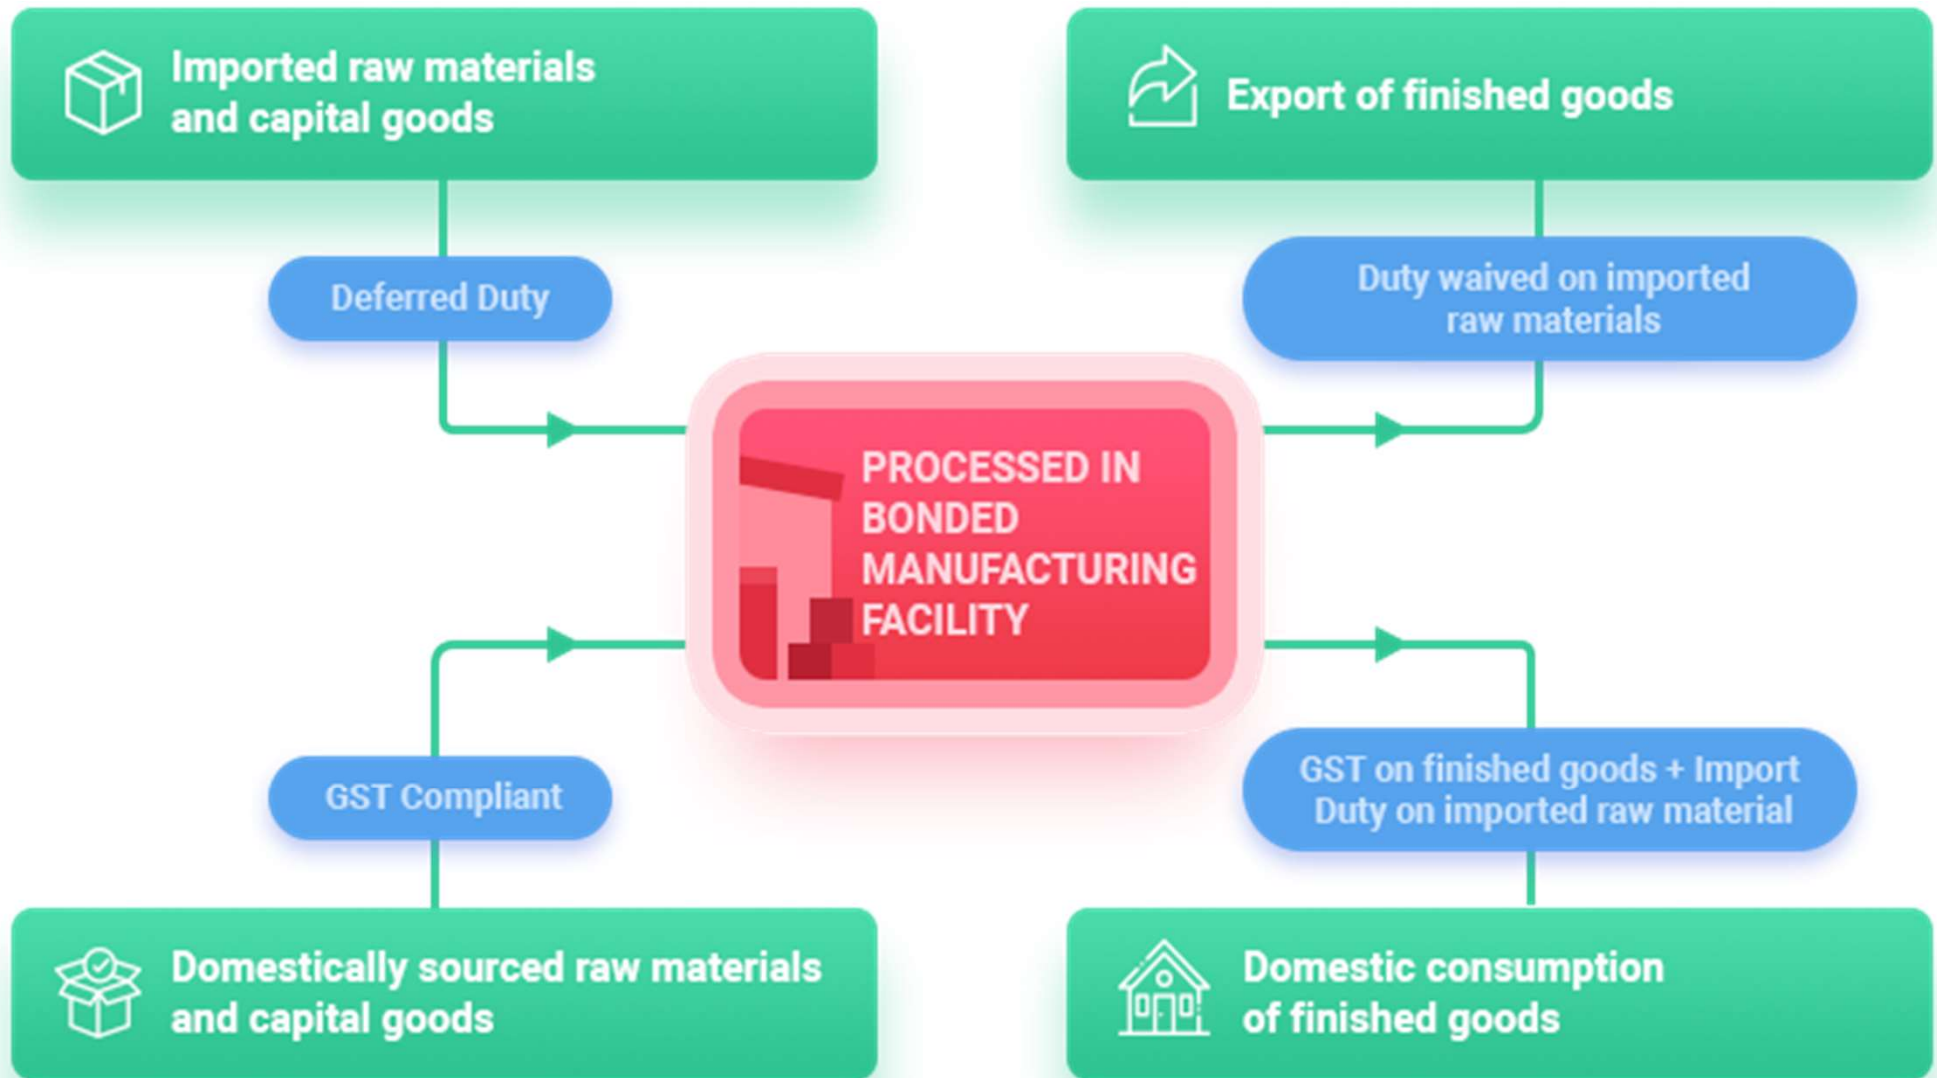 Imported raw materials
and capital goods
Export of finished goods
Deferred Duty
Duty waived on imported
raw materials
PROCESSED IN
BONDED
MANUFACTURING
FACILITY
GST Compliant
GST on finished goods + Import
Duty on imported raw material
Domestically sourced raw materials
and capital goods
Domestic consumption
of finished goods